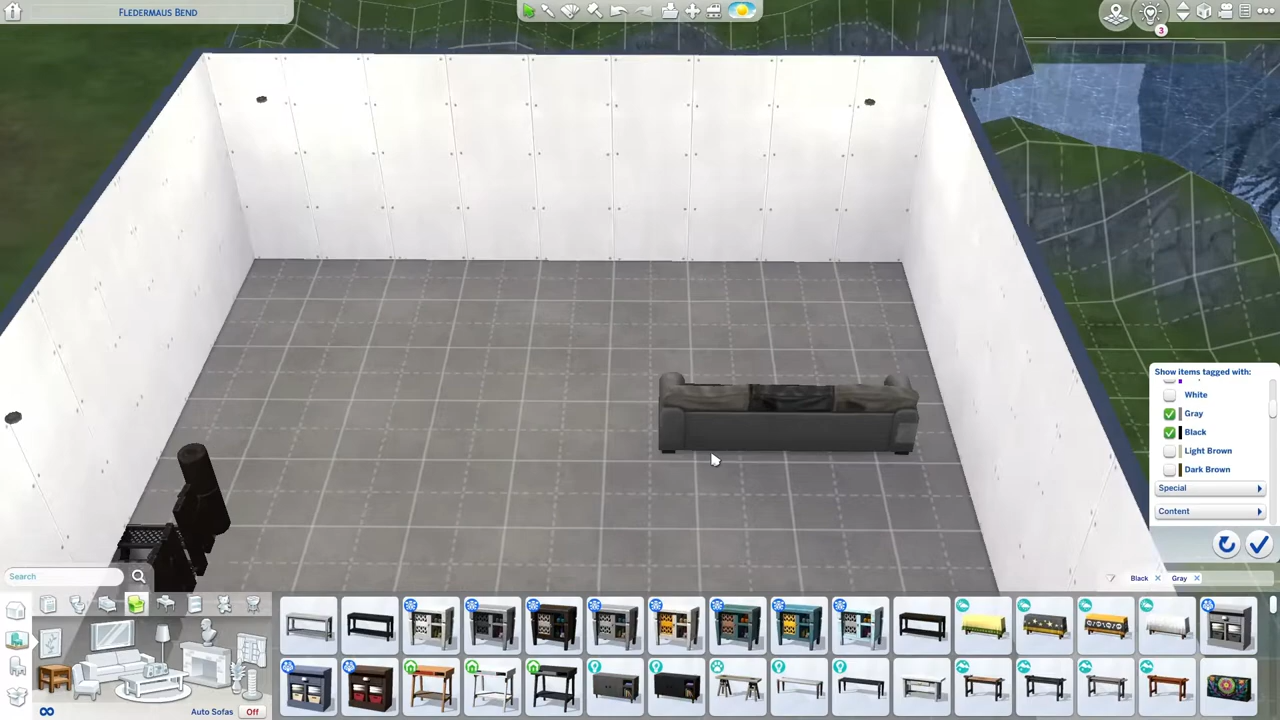 FLEDERMAUS BEND
3
Show items tagged with:
White
Gray
Black
Light Brown
Dark Brown
Special
Content
Search
Black
Gray
Auto Sofas Off